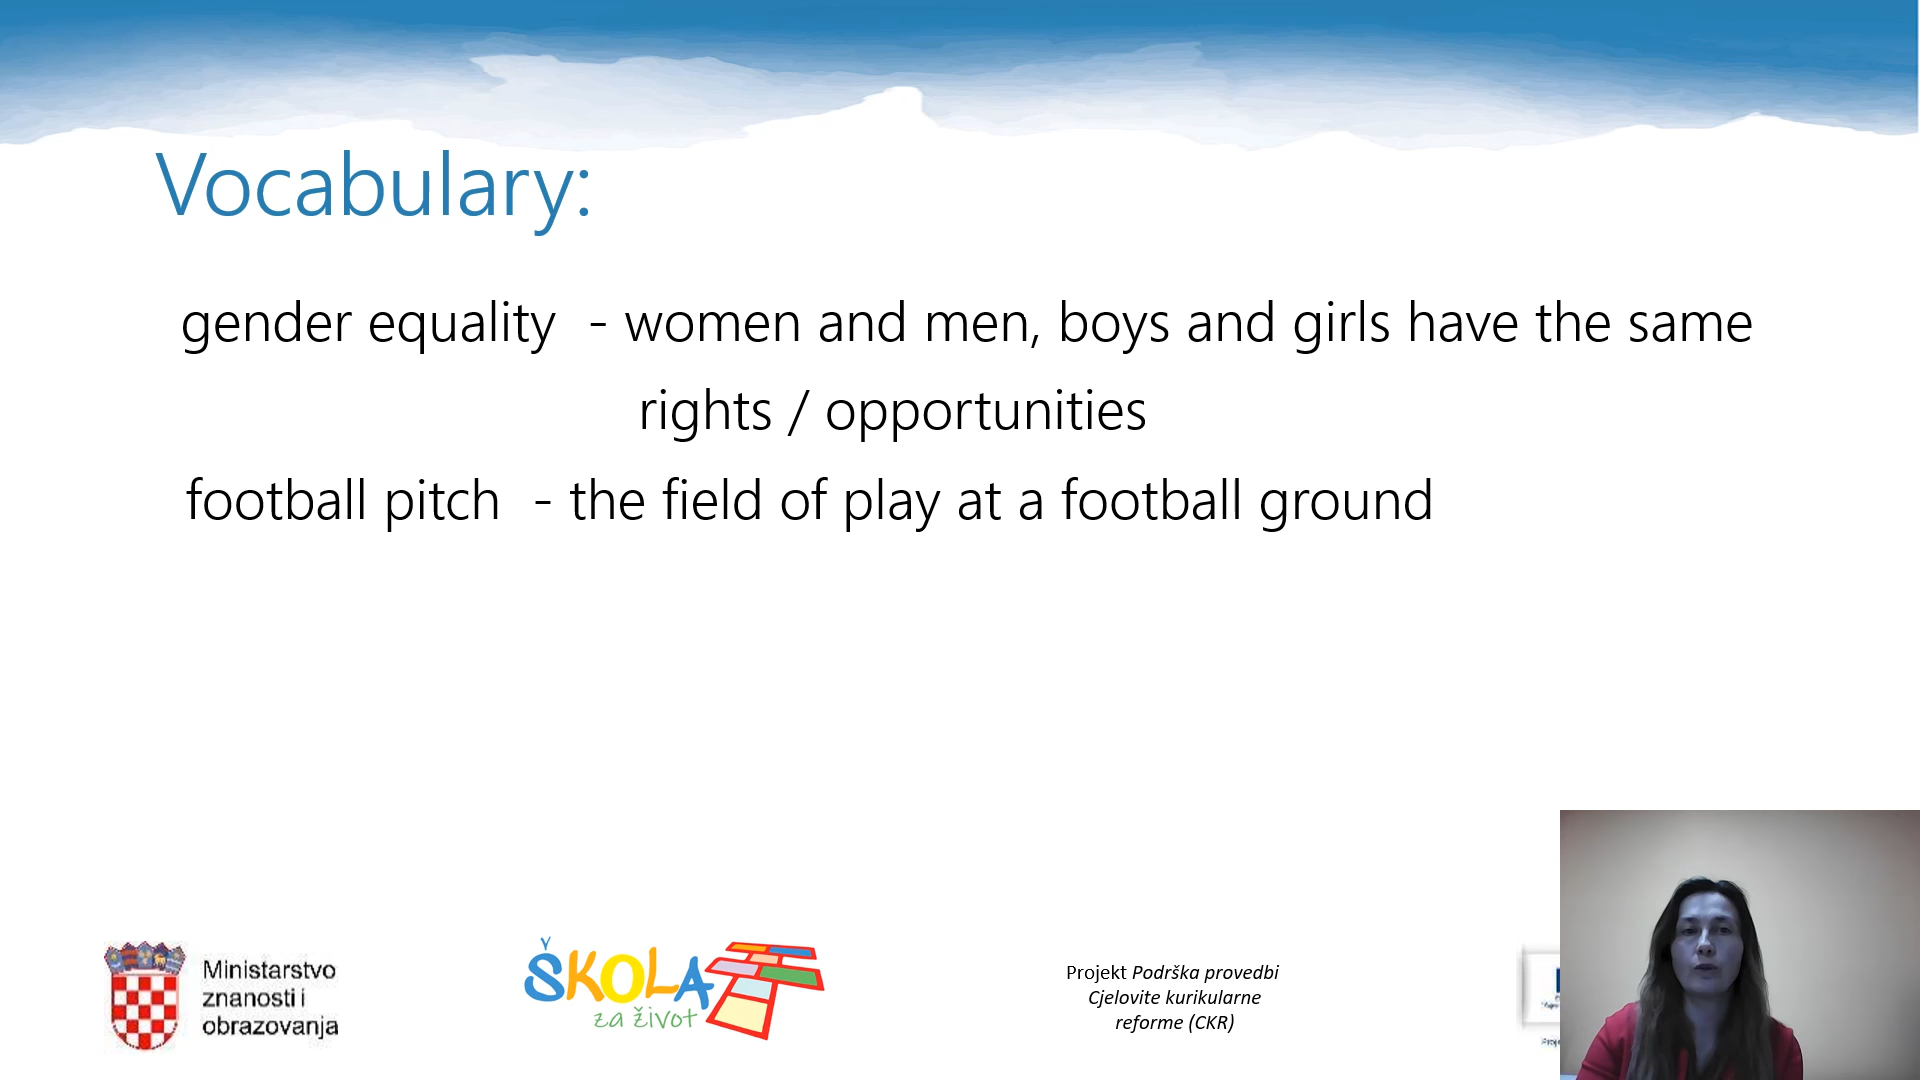 Vocabulary:
gender equality - women and men, boys and girls have the same
rights / opportunities
football pitch - the field of play at a football ground
Ministarstvo
znanosti i
obrazovanja
ŠKOLA
za život
Projekt Podrška provedbi
Cjelovite kurikularne
reforme (CKR)